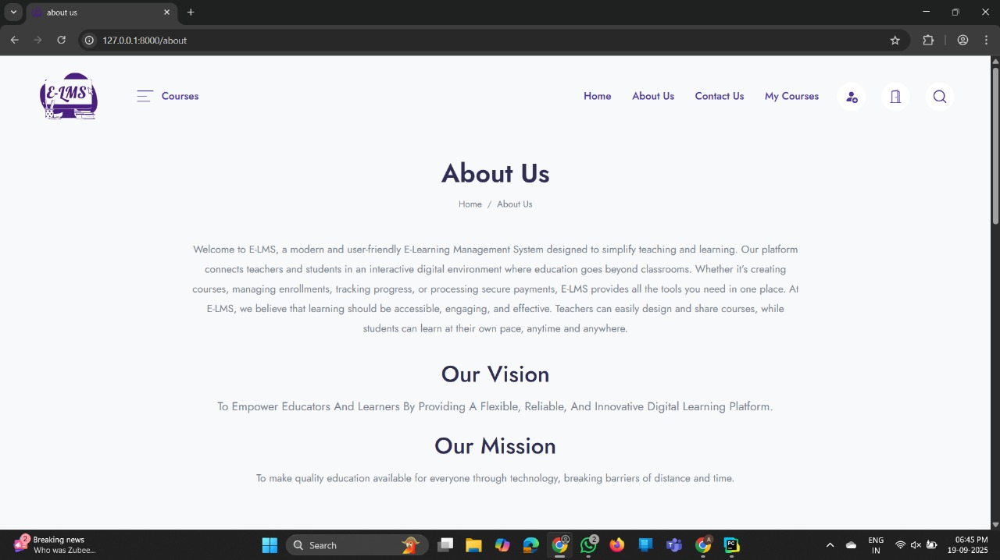 about us
127.0.0.1:8000/about
E-LMS
Courses
Home
About Us
Contact Us
My Courses
About Us
Home / About Us
Welcome to E-LMS, a modern and user-friendly E-Learning Management System designed to simplify teaching and learning. Our platform
connects teachers and students in an interactive digital environment where education goes beyond classrooms. Whether it's creating
courses, managing enrollments, tracking progress, or processing secure payments, E-LMS provides all the tools you need in one place. At
E-LMS, we believe that learning should be accessible, engaging, and effective. Teachers can easily design and share courses, while
students can learn at their own pace, anytime and anywhere.
Our Vision
To Empower Educators And Learners By Providing A Flexible, Reliable, And Innovative Digital Learning Platform.
Our Mission
To make quality education available for everyone through technology, breaking barriers of distance and time.
2
Breaking news
Who was Zubee...
Search
2
A
PC
ENG
IN
06:45 PM
19-09-2025